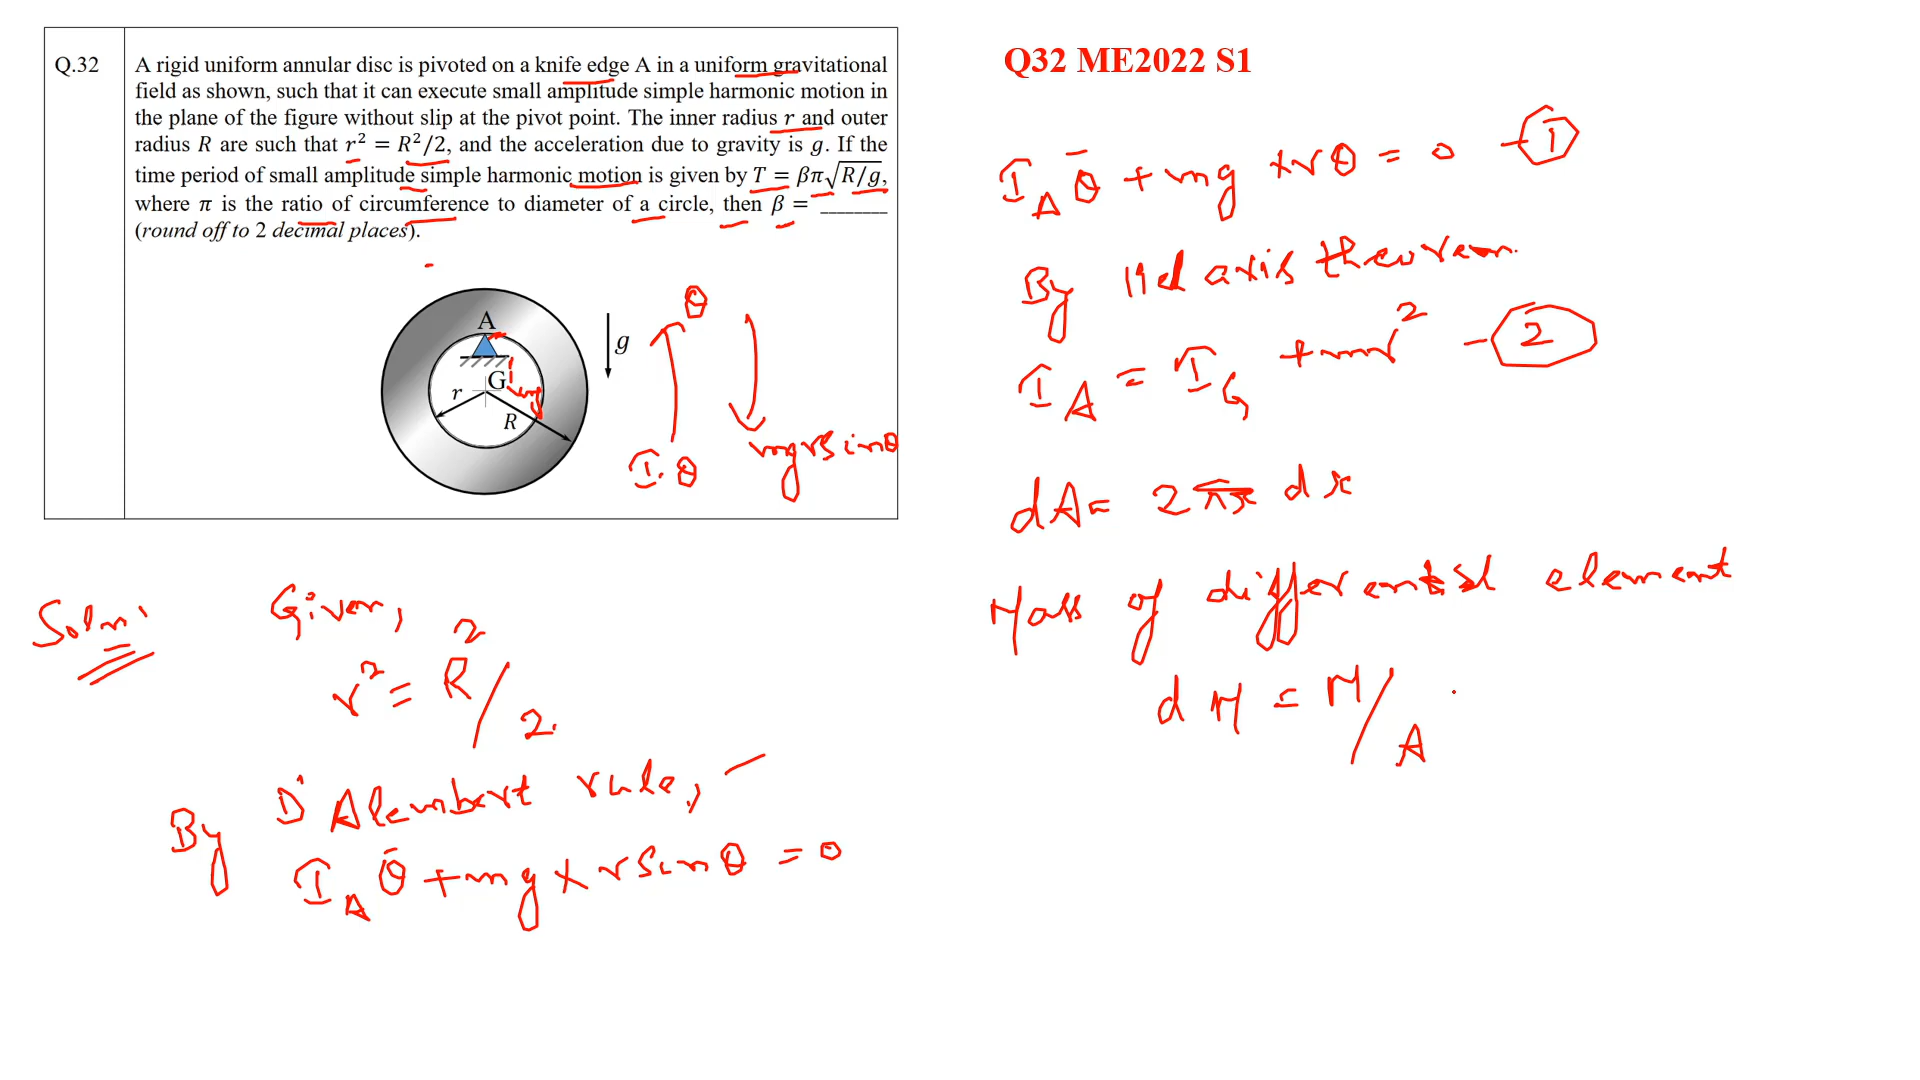 Q.32
A rigid uniform annular disc is pivoted on a knife edge A in a uniform gravitational
field as shown, such that it can execute small amplitude simple harmonic motion in
the plane of the figure without slip at the pivot point. The inner radius r and outer
radius R are such that r² = R²/2, and the acceleration due to gravity is g. If the
time period of small amplitude simple harmonic motion is given by T = βπ√R/g,
where π is the ratio of circumference to diameter of a circle, then β = ________
(round off to 2 decimal places).
A
G
r
R
g
mg
θ
I.θ
mgrsinθ
Soln:
Given,
r² = R²/2.
By D'Alembert rule,
I_A θ̈ + mg × r sin θ = 0
Q32 ME2022 S1
I_A θ̈ + mg × r θ = 0 - 1
By llel axis theorem.
I_A = I_G + mr² - 2
dA = 2πx dx
Mass of differential element
dM = M/A .